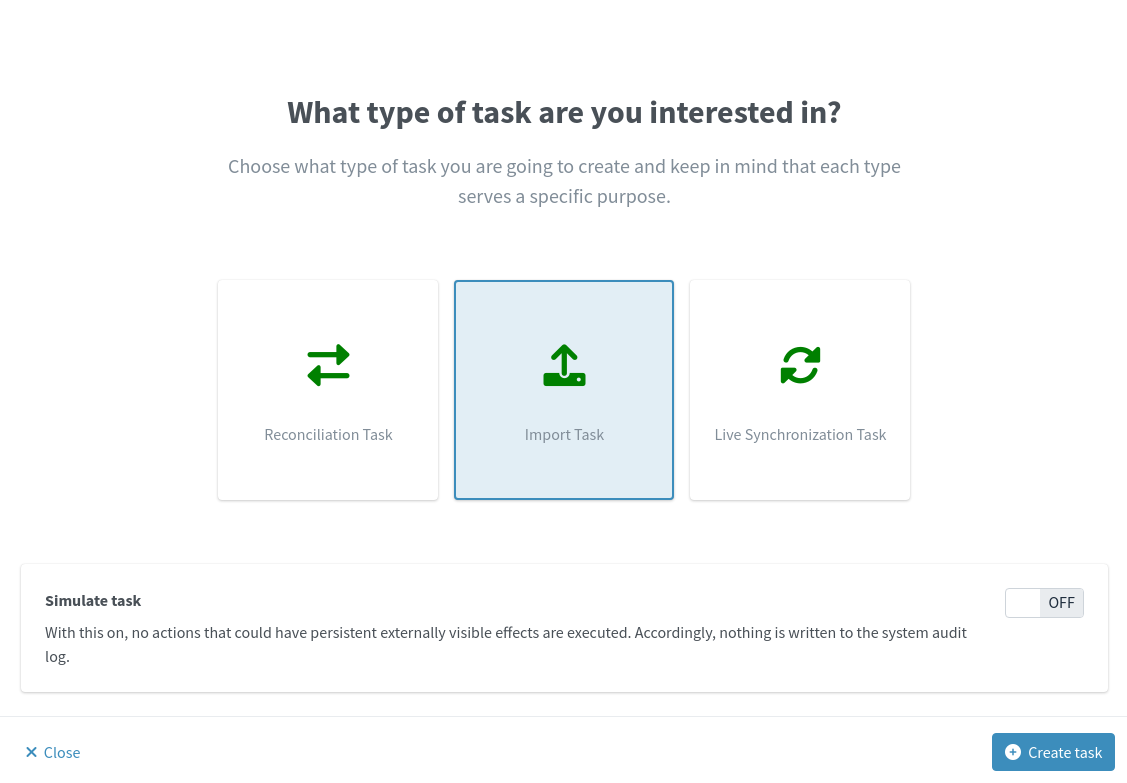 What type of task are you interested in?
Choose what type of task you are going to create and keep in mind that each type
serves a specific purpose.
Reconciliation Task
Import Task
Live Synchronization Task
Simulate task
OFF
With this on, no actions that could have persistent externally visible effects are executed. Accordingly, nothing is written to the system audit
log.
Close
Create task